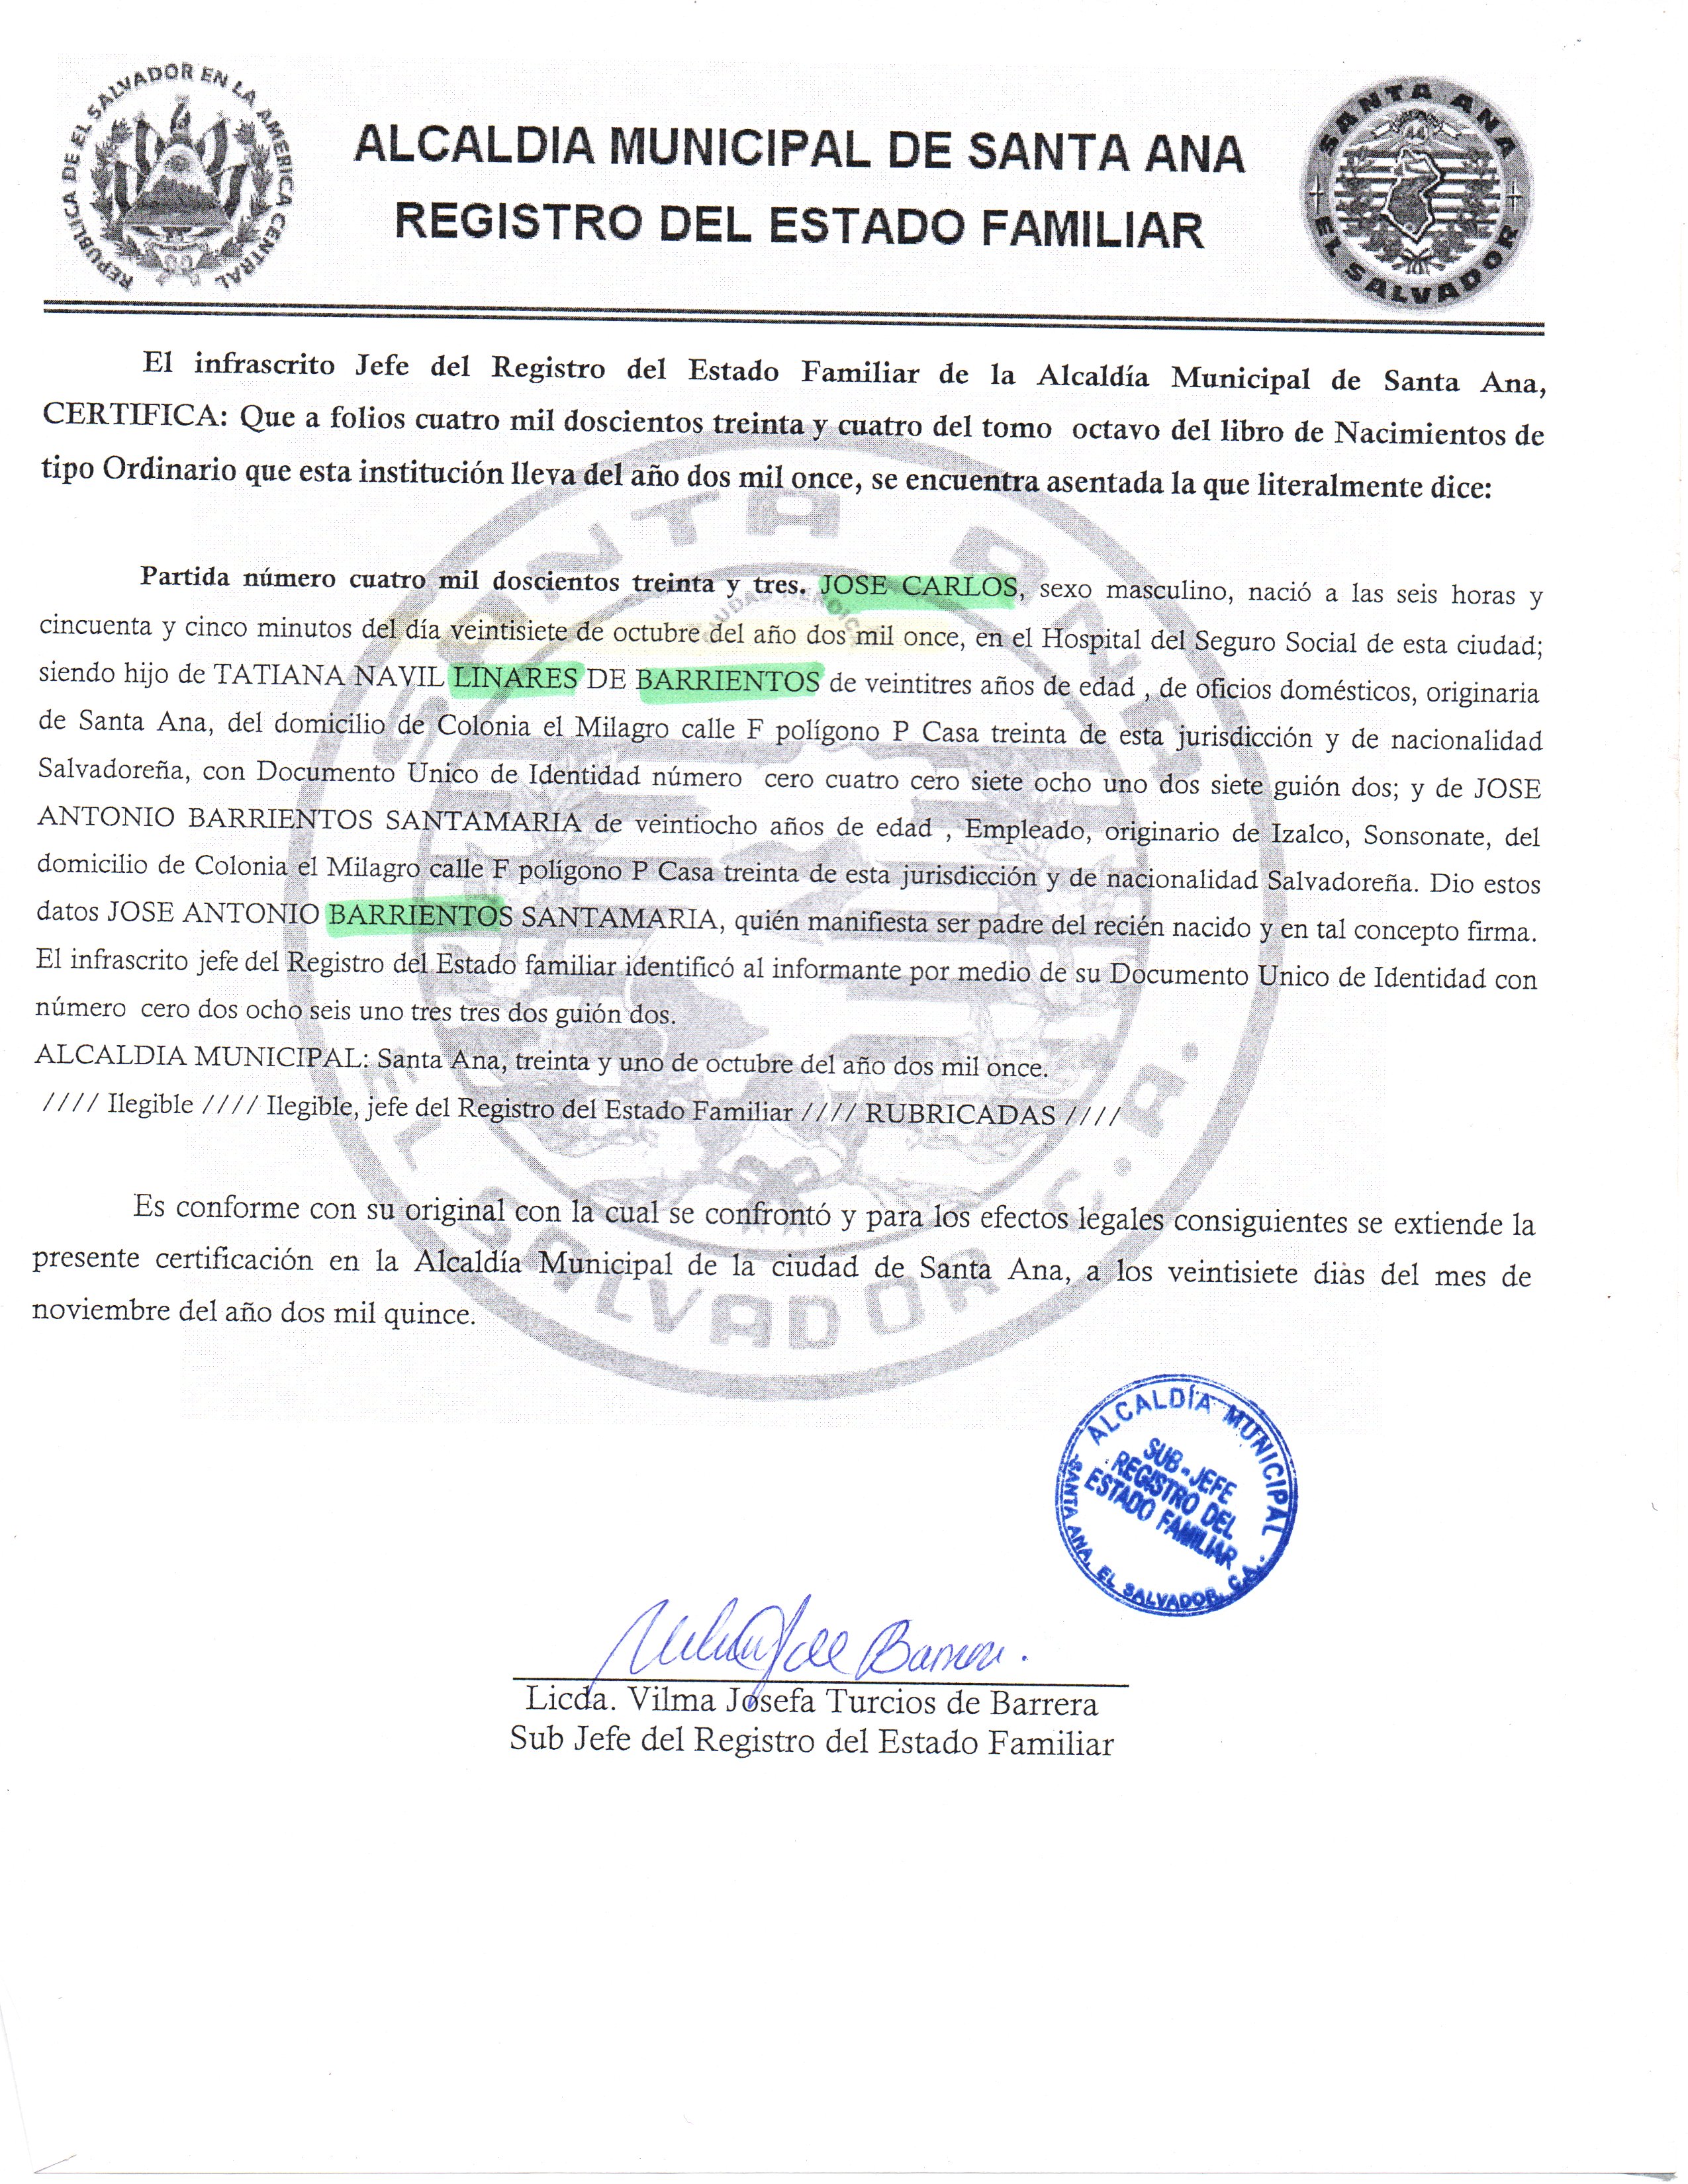 REPUBLICA DE EL SALVADOR EN LA AMERICA CENTRAL
ALCALDIA MUNICIPAL DE SANTA ANA
REGISTRO DEL ESTADO FAMILIAR
SANTA ANA
EL SALVADOR
El infrascrito Jefe del Registro del Estado Familiar de la Alcaldía Municipal de Santa Ana,
CERTIFICA: Que a folios cuatro mil doscientos treinta y cuatro del tomo octavo del libro de Nacimientos de
tipo Ordinario que esta institución lleva del año dos mil once, se encuentra asentada la que literalmente dice:
Partida número cuatro mil doscientos treinta y tres. JOSE CARLOS, sexo masculino, nació a las seis horas y
cincuenta y cinco minutos del día veintisiete de octubre del año dos mil once, en el Hospital del Seguro Social de esta ciudad;
siendo hijo de TATIANA NAVIL LINARES DE BARRIENTOS de veintitres años de edad , de oficios domésticos, originaria
de Santa Ana, del domicilio de Colonia el Milagro calle F polígono P Casa treinta de esta jurisdicción y de nacionalidad
Salvadoreña, con Documento Unico de Identidad número cero cuatro cero siete ocho uno dos siete guión dos; y de JOSE
ANTONIO BARRIENTOS SANTAMARIA de veintiocho años de edad , Empleado, originario de Izalco, Sonsonate, del
domicilio de Colonia el Milagro calle F polígono P Casa treinta de esta jurisdicción y de nacionalidad Salvadoreña. Dio estos
datos JOSE ANTONIO BARRIENTOS SANTAMARIA, quién manifiesta ser padre del recién nacido y en tal concepto firma.
El infrascrito jefe del Registro del Estado familiar identificó al informante por medio de su Documento Unico de Identidad con
número cero dos ocho seis uno tres tres dos guión dos.
ALCALDIA MUNICIPAL: Santa Ana, treinta y uno de octubre del año dos mil once.
//// Ilegible //// Ilegible, jefe del Registro del Estado Familiar //// RUBRICADAS ////
Es conforme con su original con la cual se confrontó y para los efectos legales consiguientes se extiende la
presente certificación en la Alcaldía Municipal de la ciudad de Santa Ana, a los veintisiete diàs del mes de
noviembre del año dos mil quince.
SANTA ANA
EL SALVADOR C.A.
ALCALDÍA MUNICIPAL
SUB-JEFE
REGISTRO DEL
ESTADO FAMILIAR
SANTA ANA, EL SALVADOR, C.A.
Licda. Vilma Josefa Turcios de Barrera
Sub Jefe del Registro del Estado Familiar